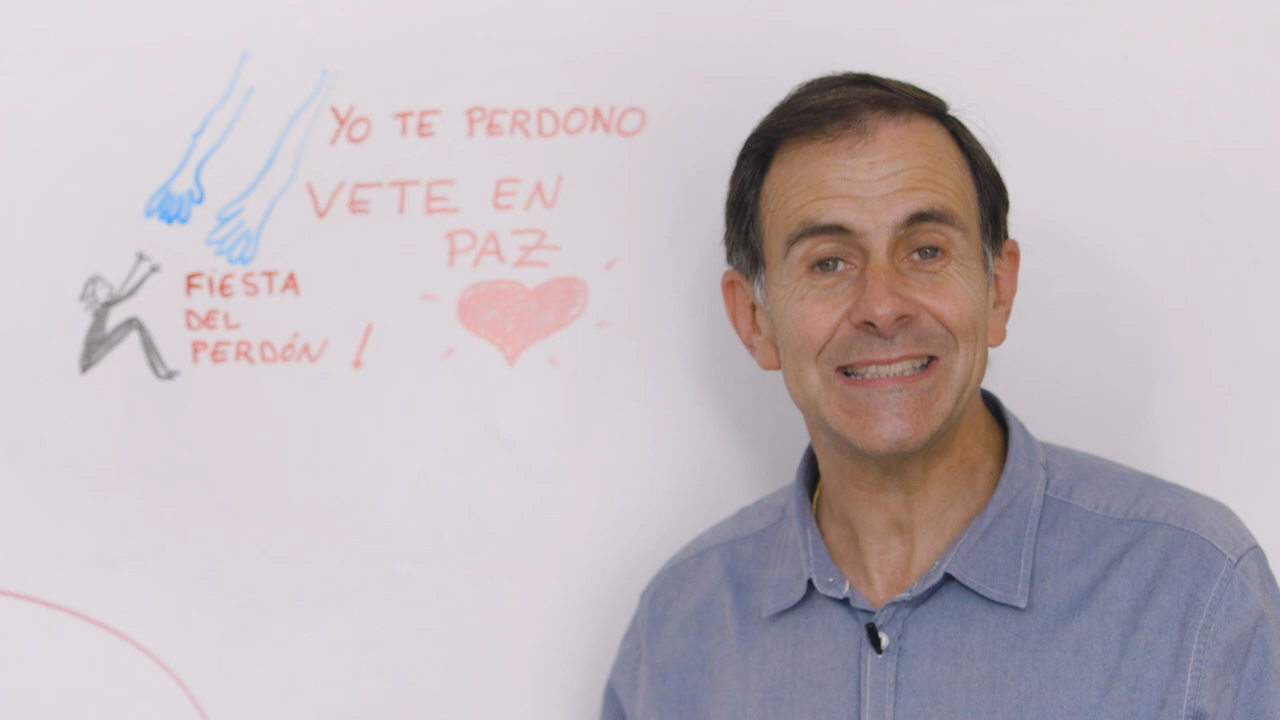 YO TE PERDONO
VETE EN
PAZ
FIESTA
DEL
PERDÓN !